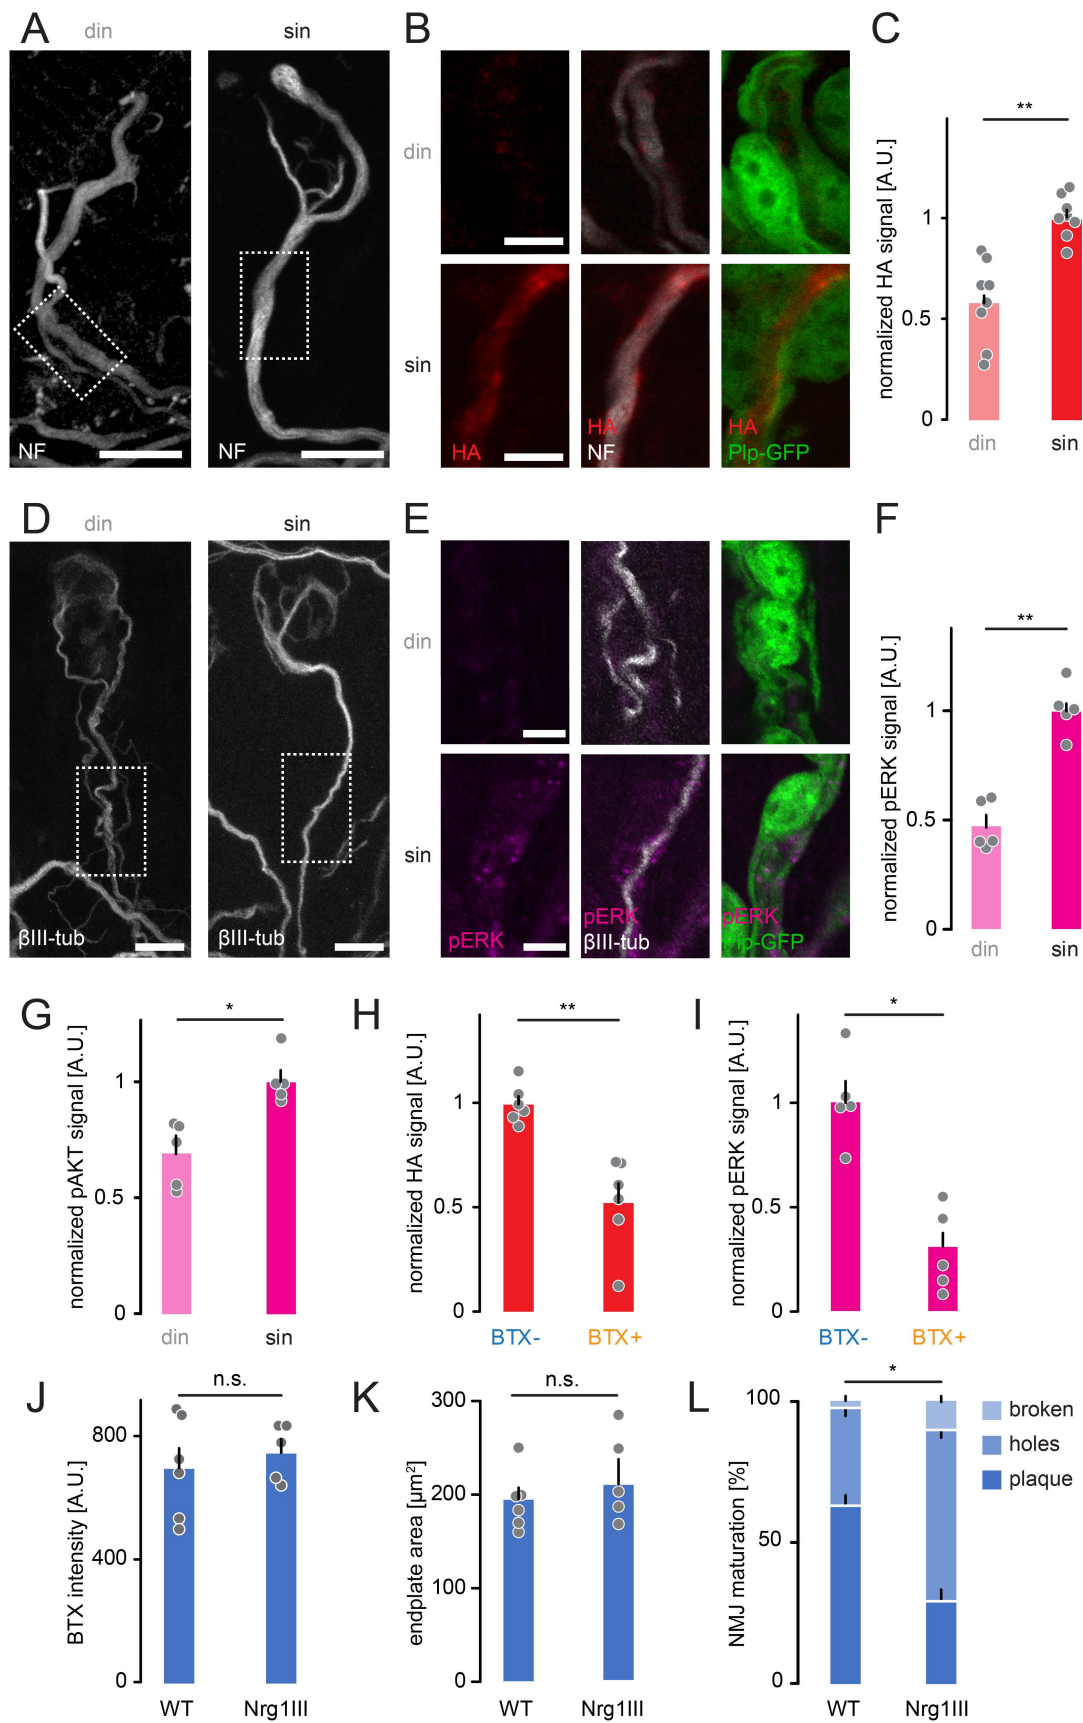 A
din
sin
NF
NF
B
din
sin
HA
HA
NF
HA
Plp-GFP
C
**
normalized HA signal [A.U.]
1
0.5
0
din
sin
D
din
sin
βIII-tub
βIII-tub
E
din
sin
pERK
pERK
βIII-tub
pERK
Plp-GFP
F
**
normalized pERK signal [A.U.]
1
0.5
0
din
sin
G
*
normalized pAKT signal [A.U.]
1
0.5
0
din
sin
H
**
normalized HA signal [A.U.]
1
0.5
0
BTX-
BTX+
I
*
normalized pERK signal [A.U.]
1
0.5
0
BTX-
BTX+
J
n.s.
BTX intensity [A.U.]
800
400
0
WT
Nrg1III
K
n.s.
endplate area [µm²]
300
200
100
0
WT
Nrg1III
L
*
NMJ maturation [%]
100
50
0
WT
Nrg1III
broken
holes
plaque